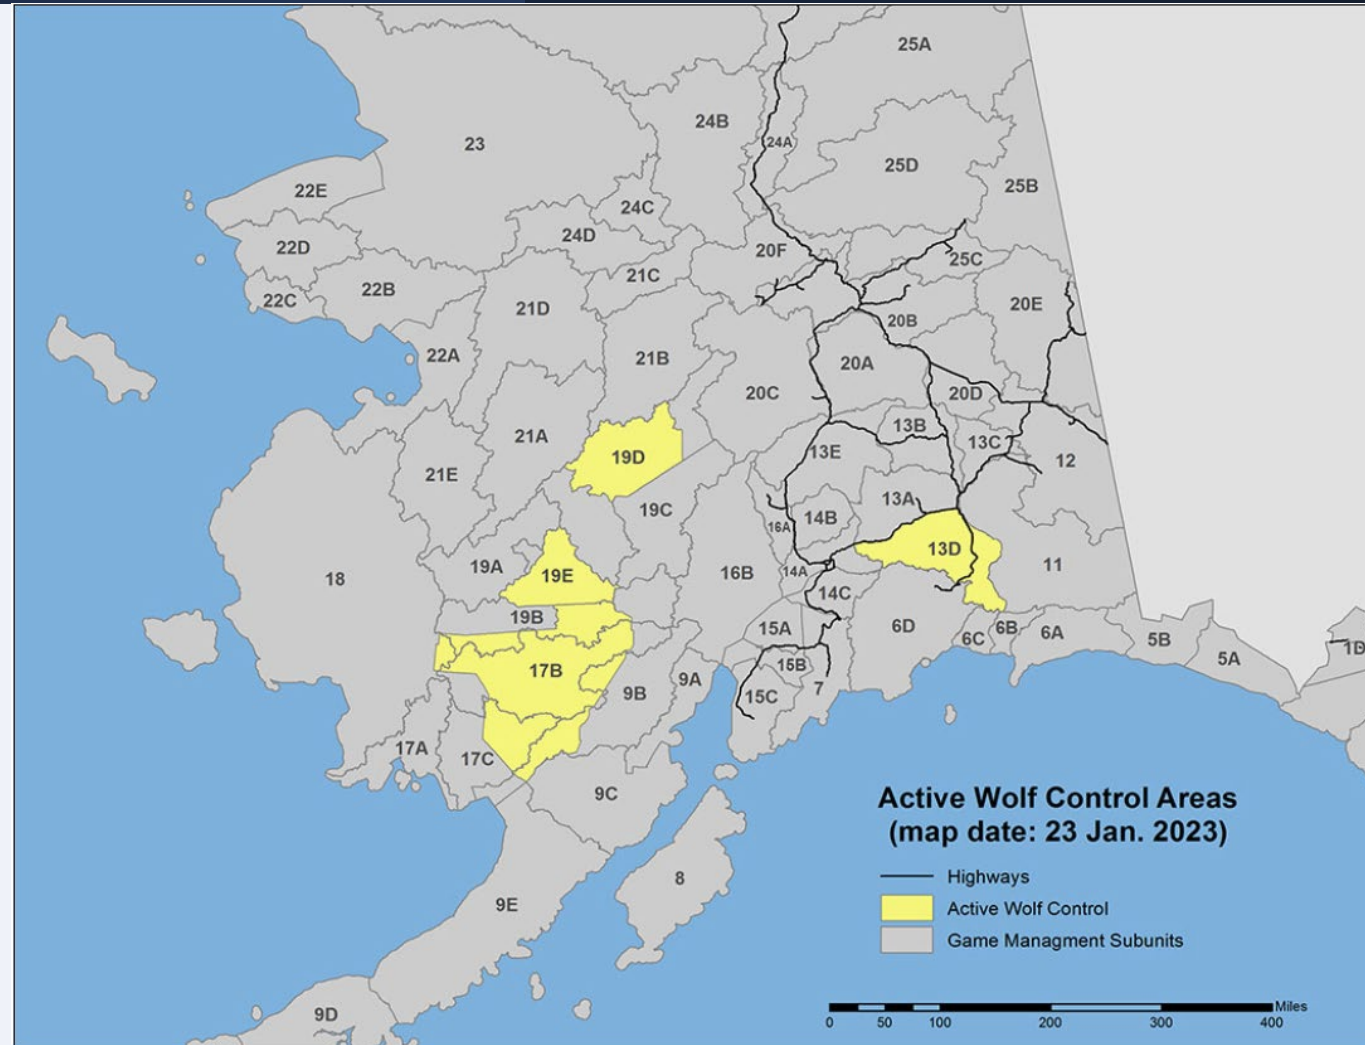 25A
24B
23
24A
25D
25B
22E
24C
24D
22D
20F
25C
21C
22B
22C
21D
20E
20B
22A
21B
20A
20C
20D
13B
21A
13C
13E
19D
12
21E
13A
19C
14B
16A
13D
11
19A
14A
19E
16B
18
14C
19B
15A
6D
6B
6C
6A
5B
1D
5A
15B
17B
9A
9B
7
15C
17A
17C
9C
Active Wolf Control Areas
(map date: 23 Jan. 2023)
Highways
8
9E
Active Wolf Control
Game Managment Subunits
9D
Miles
0 50 100 200 300 400